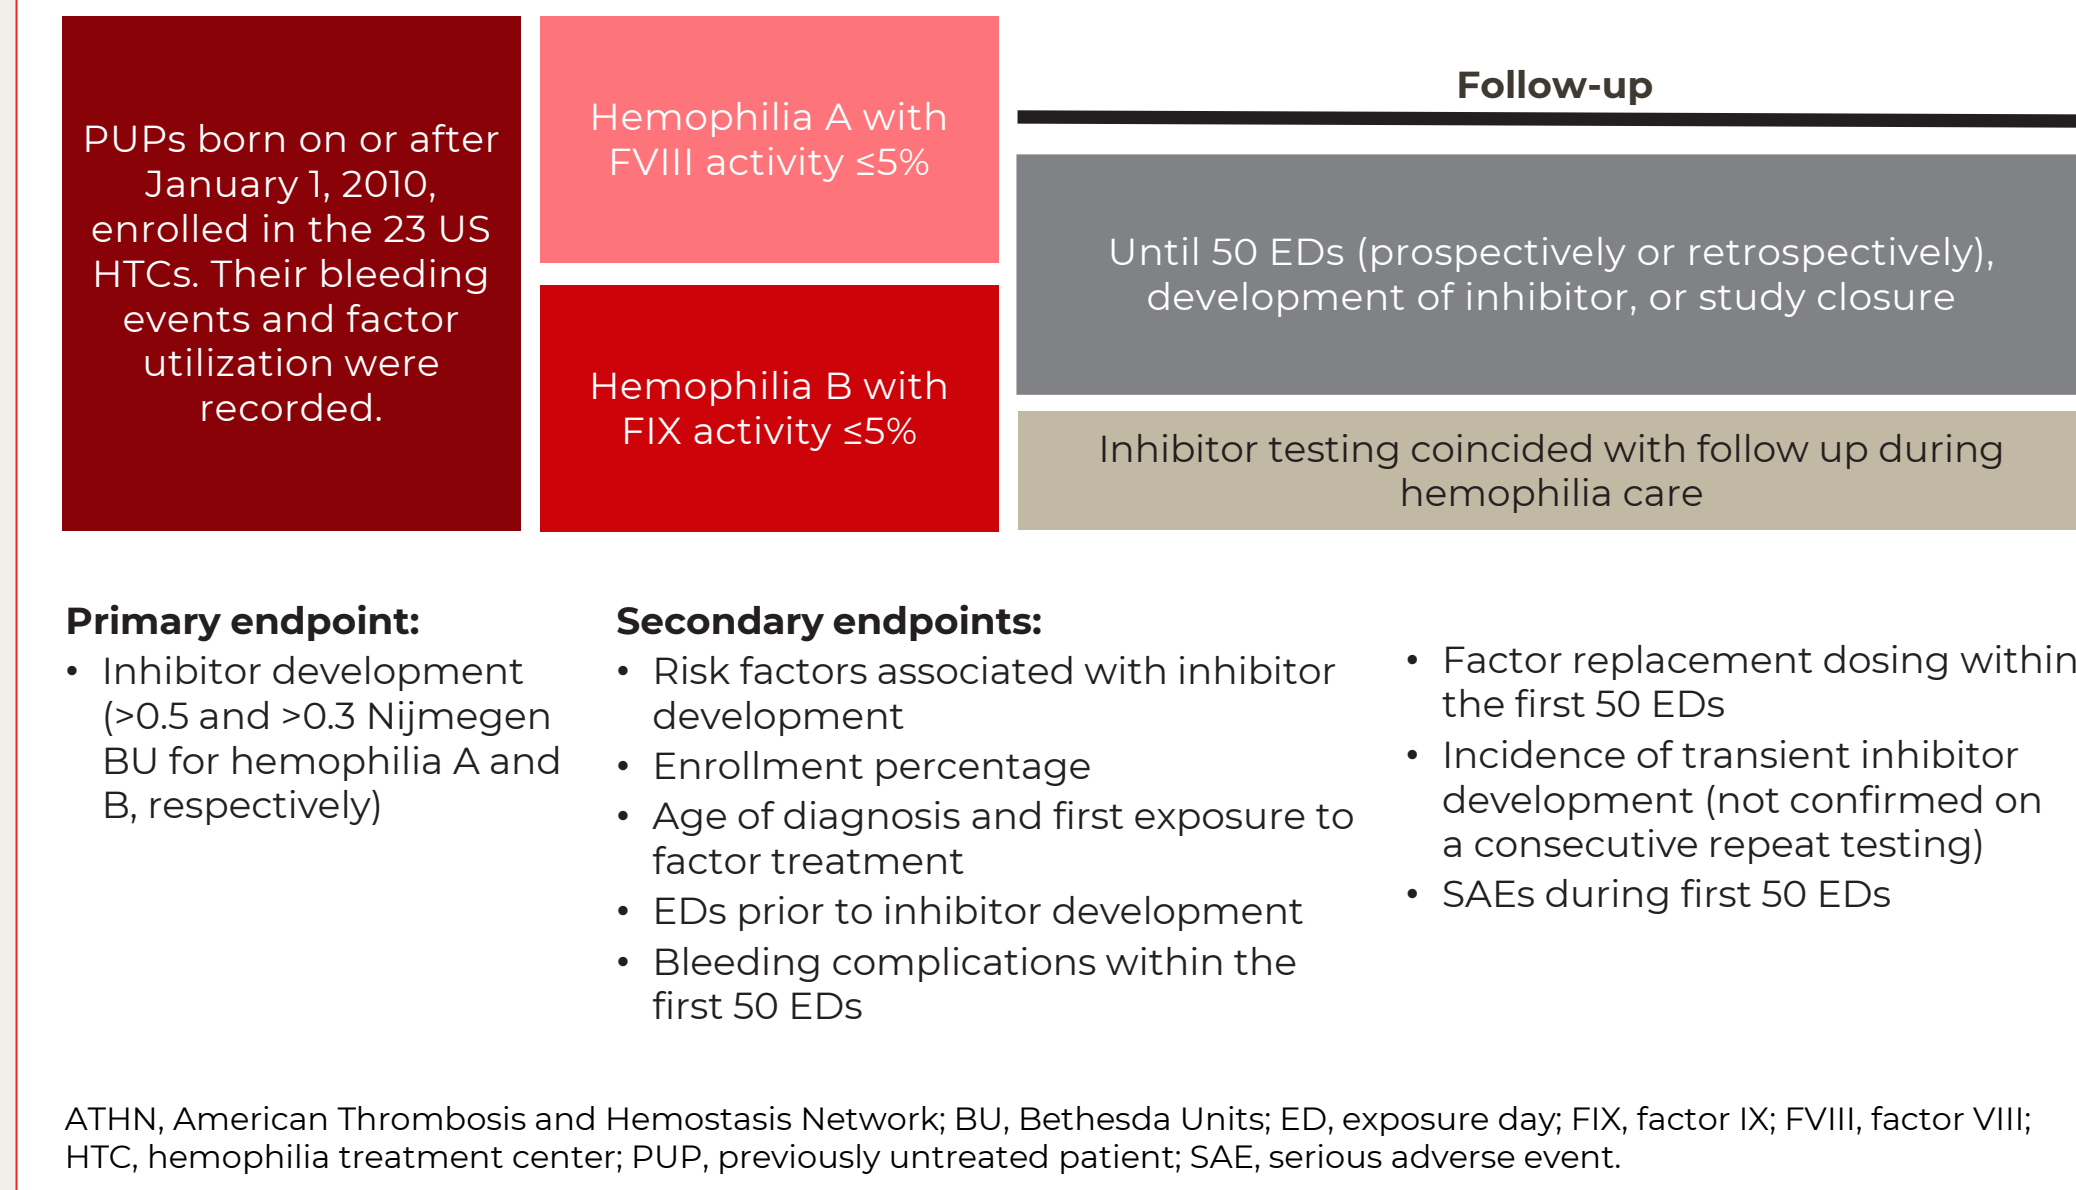 PUPs born on or after
January 1, 2010,
enrolled in the 23 US
HTCs. Their bleeding
events and factor
utilization were
recorded.
Hemophilia A with
FVIII activity ≤5%
Hemophilia B with
FIX activity ≤5%
Follow-up
Until 50 EDs (prospectively or retrospectively),
development of inhibitor, or study closure
Inhibitor testing coincided with follow up during
hemophilia care
Primary endpoint:
• Inhibitor development
(>0.5 and >0.3 Nijmegen
BU for hemophilia A and
B, respectively)
Secondary endpoints:
• Risk factors associated with inhibitor
development
• Enrollment percentage
• Age of diagnosis and first exposure to
factor treatment
• EDs prior to inhibitor development
• Bleeding complications within the
first 50 EDs
• Factor replacement dosing within
the first 50 EDs
• Incidence of transient inhibitor
development (not confirmed on
a consecutive repeat testing)
• SAEs during first 50 EDs
ATHN, American Thrombosis and Hemostasis Network; BU, Bethesda Units; ED, exposure day; FIX, factor IX; FVIII, factor VIII;
HTC, hemophilia treatment center; PUP, previously untreated patient; SAE, serious adverse event.